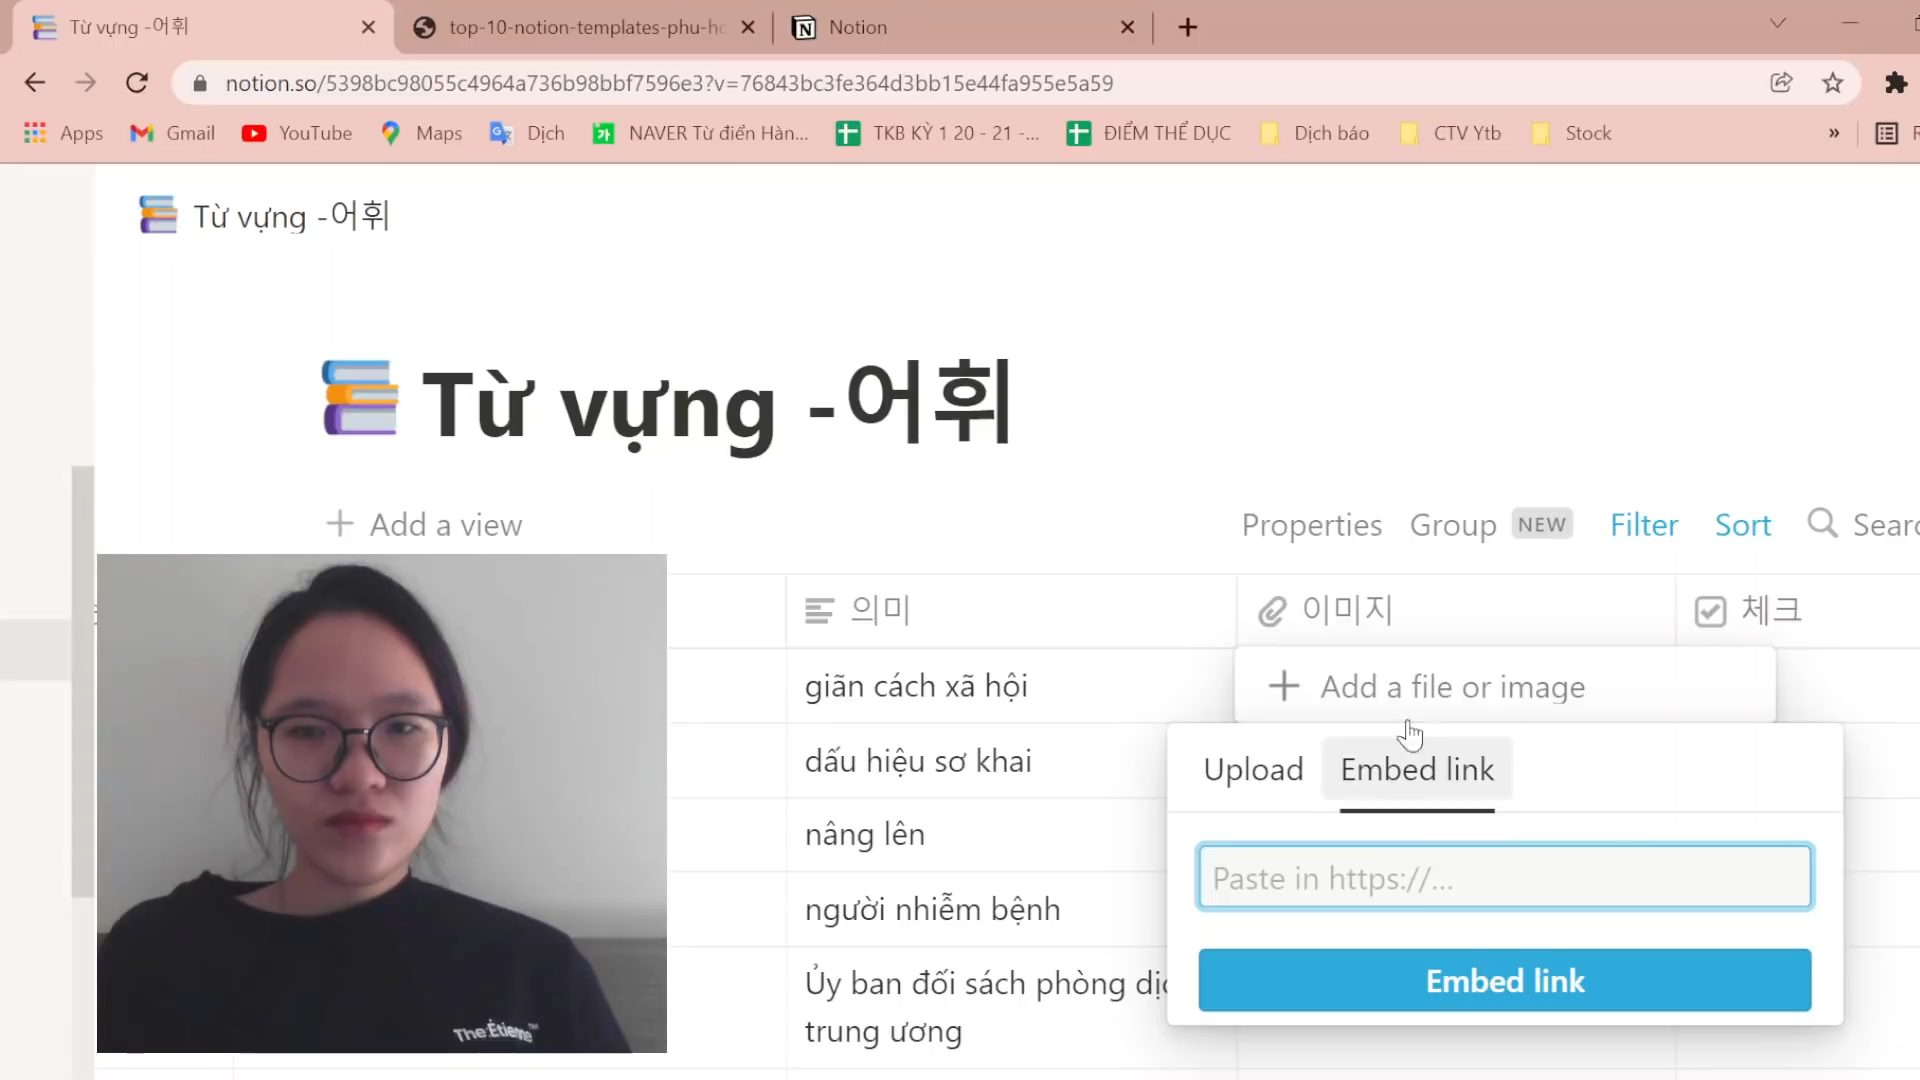 Từ vựng -어휘
top-10-notion-templates-phu-hc
Notion
notion.so/5398bc98055c4964a736b98bbf7596e3?v=76843bc3fe364d3bb15e44fa955e5a59
Apps
Gmail
YouTube
Maps
Dịch
NAVER Từ điển Hàn...
TKB KỲ 1 20 - 21 -...
ĐIỂM THỂ DỤC
Dịch báo
CTV Ytb
Stock
Từ vựng -어휘
Từ vựng -어휘
Add a view
Properties
Group NEW
Filter
Sort
Searc
의미
이미지
체크
giãn cách xã hội
Add a file or image
dấu hiệu sơ khai
Upload
Embed link
nâng lên
Paste in https://...
người nhiễm bệnh
Ủy ban đối sách phòng dịc
trung ương
Embed link
The Étienne™